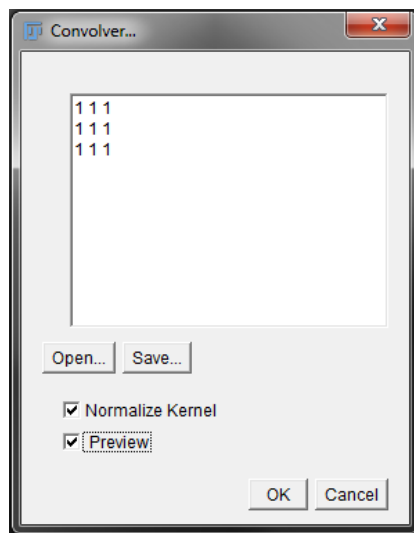 Convolver...
1 1 1
1 1 1
1 1 1
Open... Save...
Normalize Kernel
Preview
OK Cancel